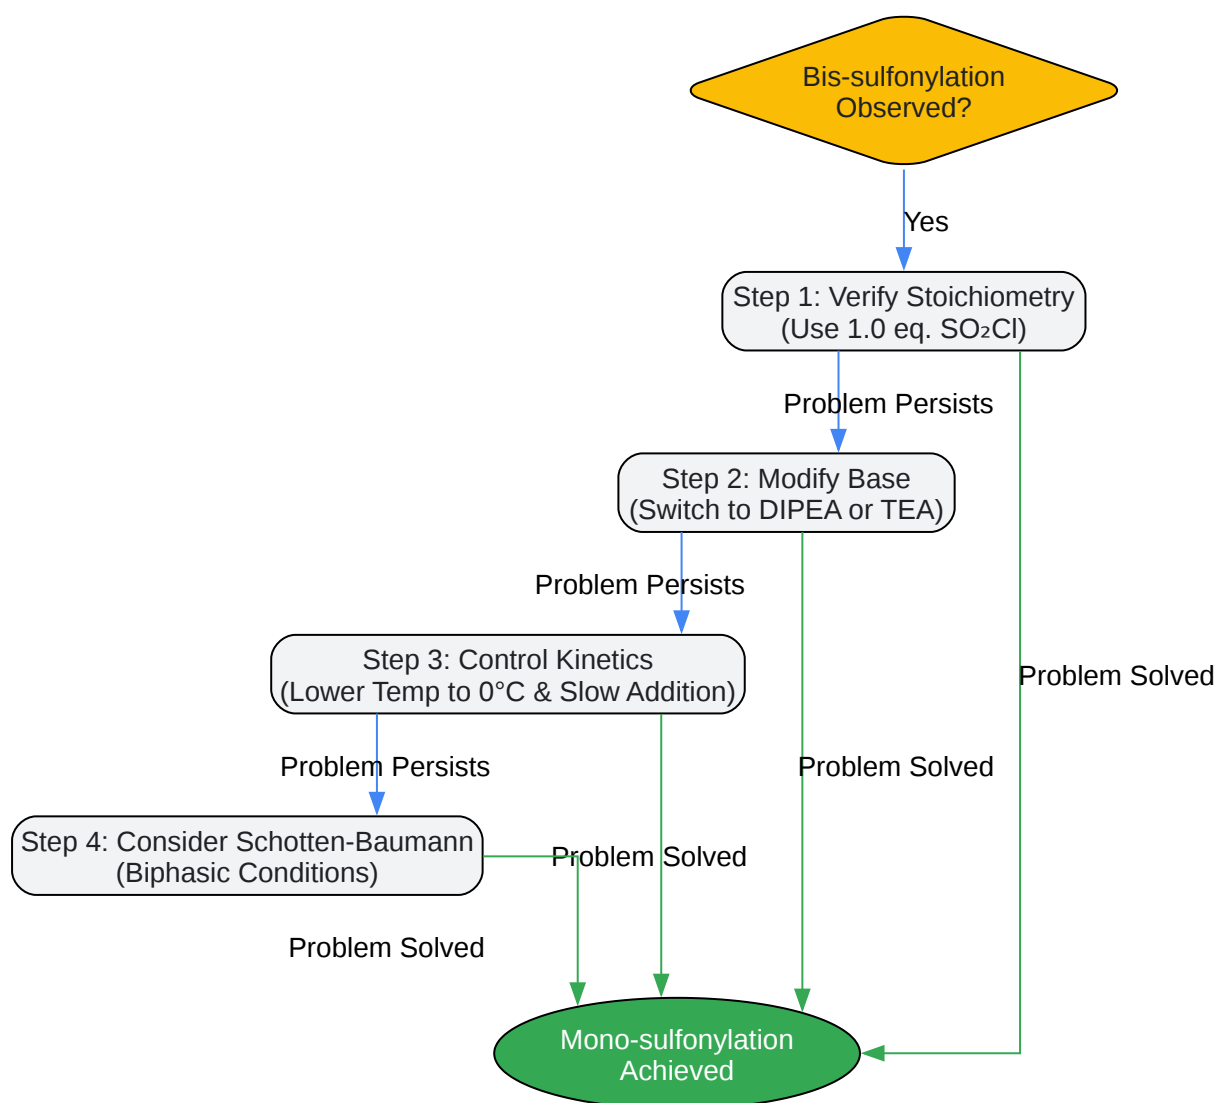 Bis-sulfonylation
Observed?
Yes
Step 1: Verify Stoichiometry
(Use 1.0 eq. SO₂Cl)
Problem Persists
Step 2: Modify Base
(Switch to DIPEA or TEA)
Problem Persists
Step 3: Control Kinetics
(Lower Temp to 0°C & Slow Addition)
Problem Solved
Problem Persists
Problem Solved
Step 4: Consider Schotten-Baumann
(Biphasic Conditions)
Problem Solved
Problem Solved
Mono-sulfonylation
Achieved